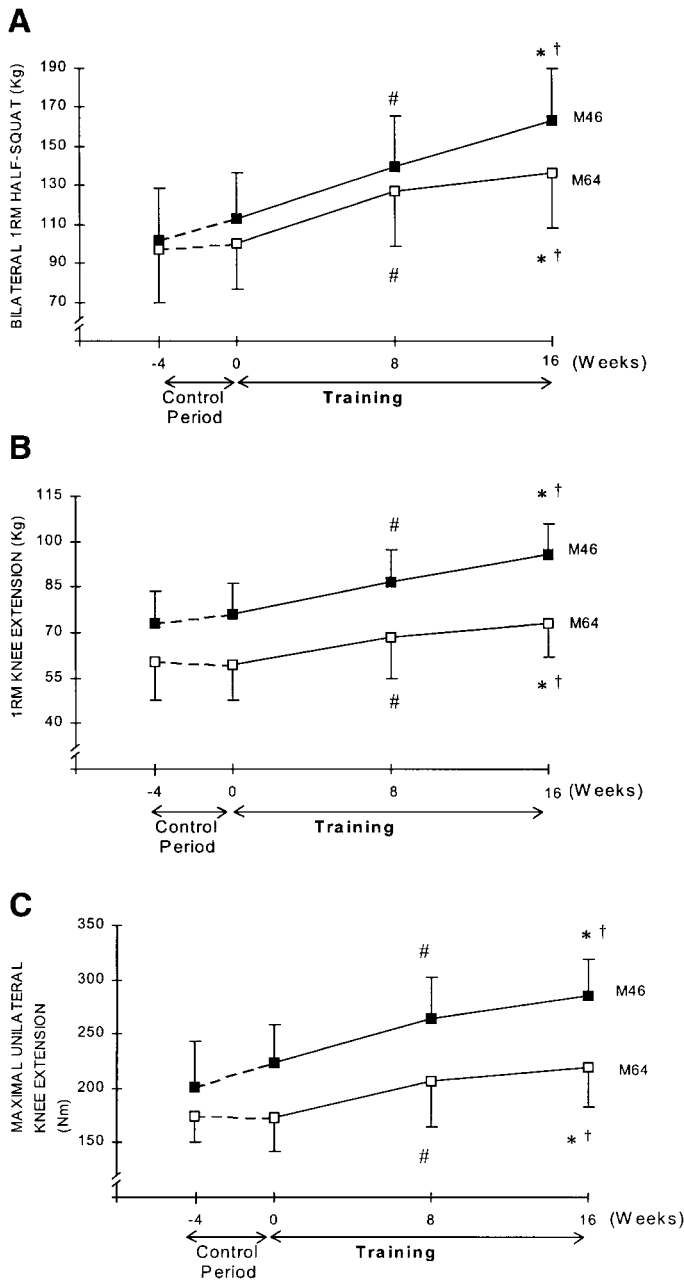 A
BILATERAL 1RM HALF-SQUAT (Kg)
190
170
150
130
110
90
70
# * †
M46
M64
# * †
-4 0 8 16 (Weeks)
Control
Period
Training
B
1RM KNEE EXTENSION (Kg)
115
100
85
70
55
40
# * †
M46
M64
# * †
-4 0 8 16 (Weeks)
Control
Period
Training
C
MAXIMAL UNILATERAL
KNEE EXTENSION
(Nm)
350
300
250
200
150
# * †
M46
M64
# * †
-4 0 8 16 (Weeks)
Control
Period
Training